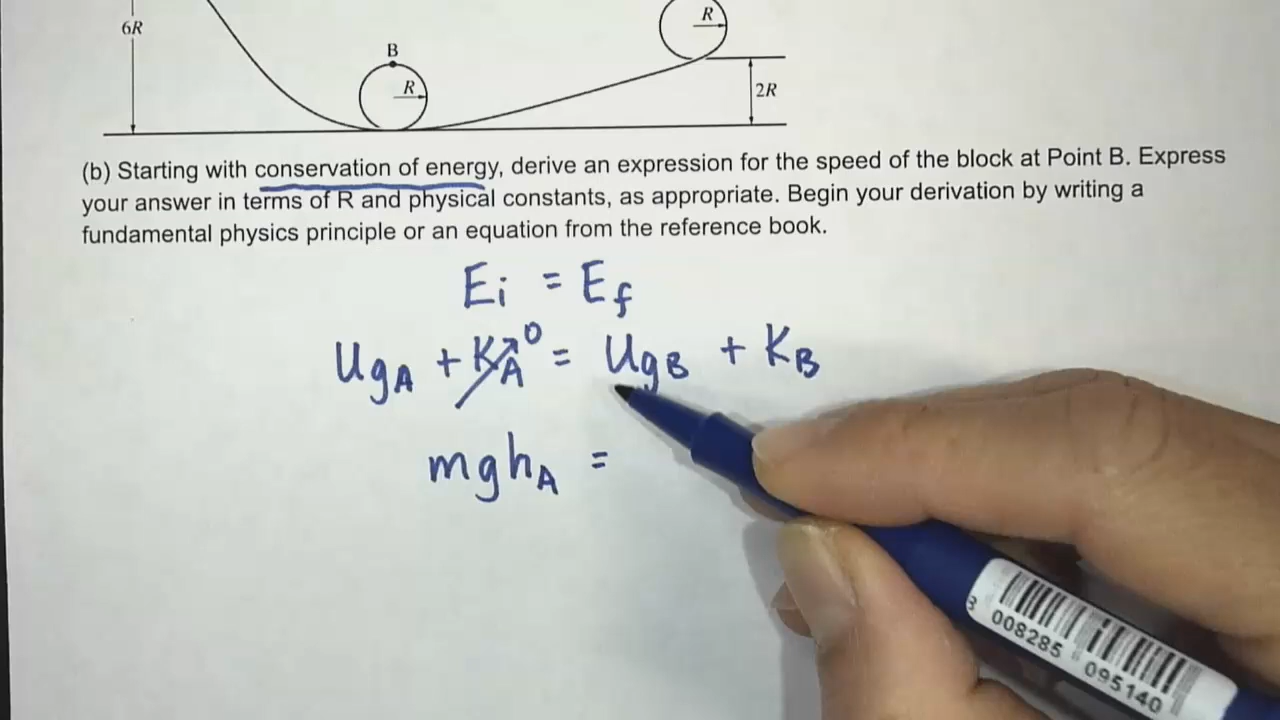 R
6R
B
R
2R
(b) Starting with conservation of energy, derive an expression for the speed of the block at Point B. Express
your answer in terms of R and physical constants, as appropriate. Begin your derivation by writing a
fundamental physics principle or an equation from the reference book.
Ei = Ef
UgA + KA⁰ = UgB + KB
mghA =
3 008285 095140